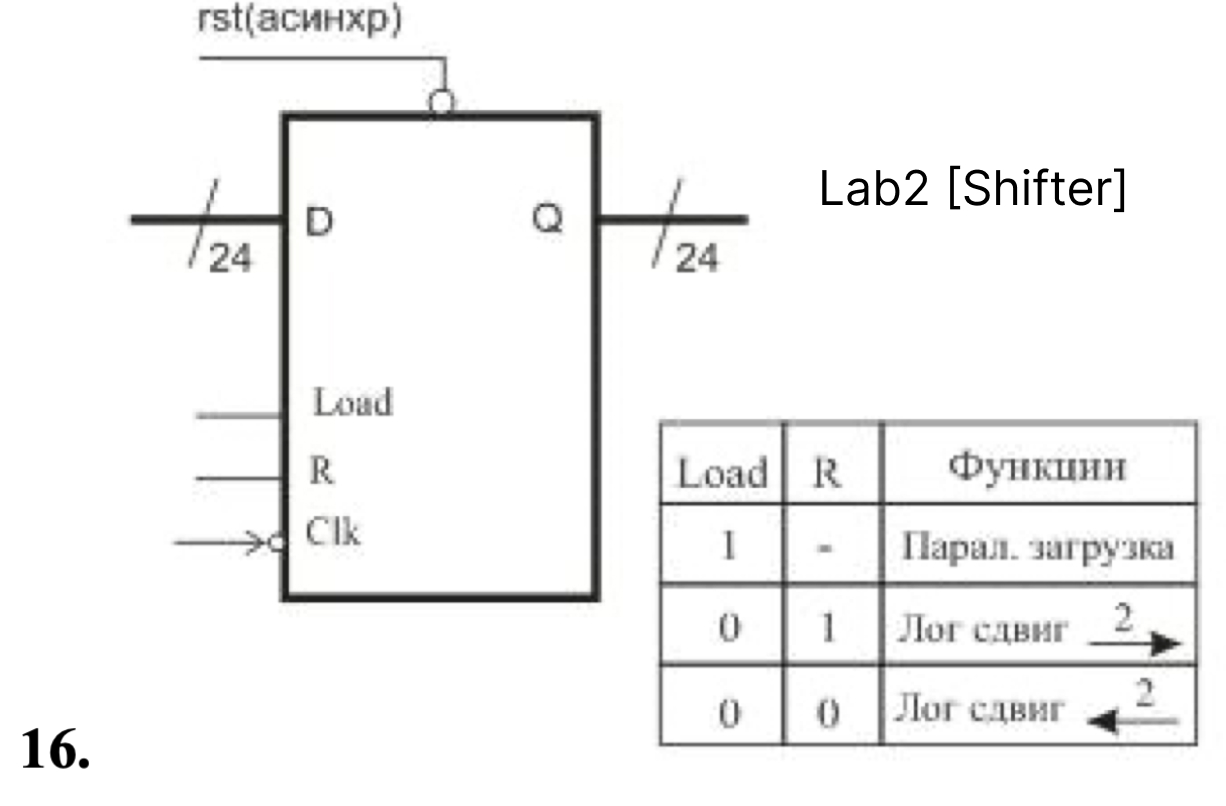 rst(асинхр)
Lab2 [Shifter]
D
Q
24
24
Load
R
Clk
Load R Функции
1 - Парал. загрузка
0 1 Лог сдвиг 2
0 0 Лог сдвиг 2
16.